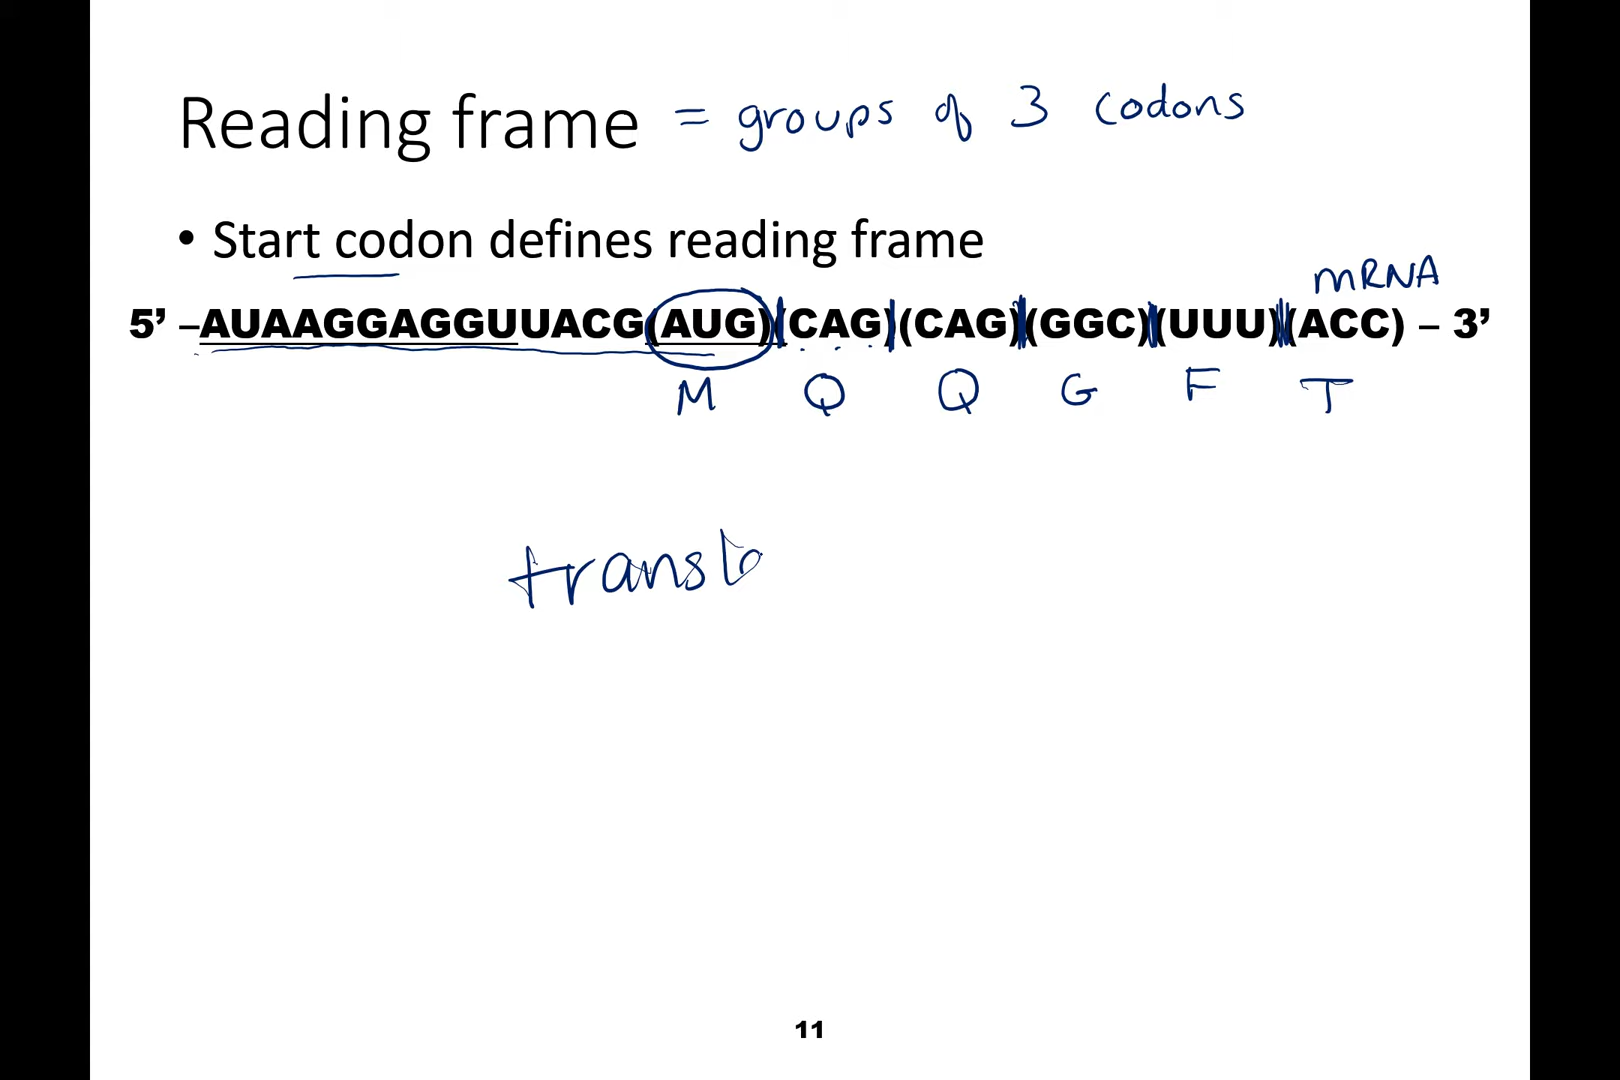 Reading frame = groups of 3 codons
• Start codon defines reading frame
mRNA
5’ –AUAAGGAGGUUACG(AUG)(CAG)(CAG)(GGC)(UUU)(ACC) – 3’
M Q Q G F T
11